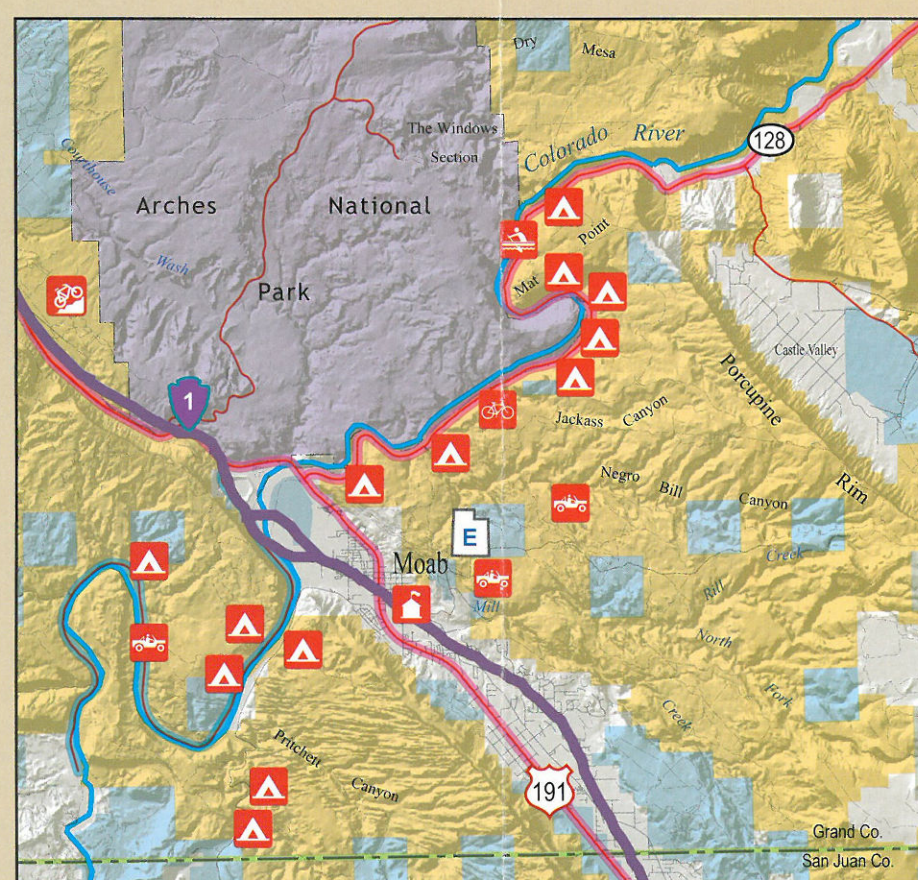 Dry Mesa
The Windows
Section
Colorado River
128
Courthouse
Wash
Arches National
Park
Mat Point
Castle Valley
Porcupine
Rim
1
Jackass Canyon
Negro Bill Canyon
E
Moab
Creek
Mill
Rill
North
Fork
Creek
Pritchett
Canyon
191
Grand Co.
San Juan Co.